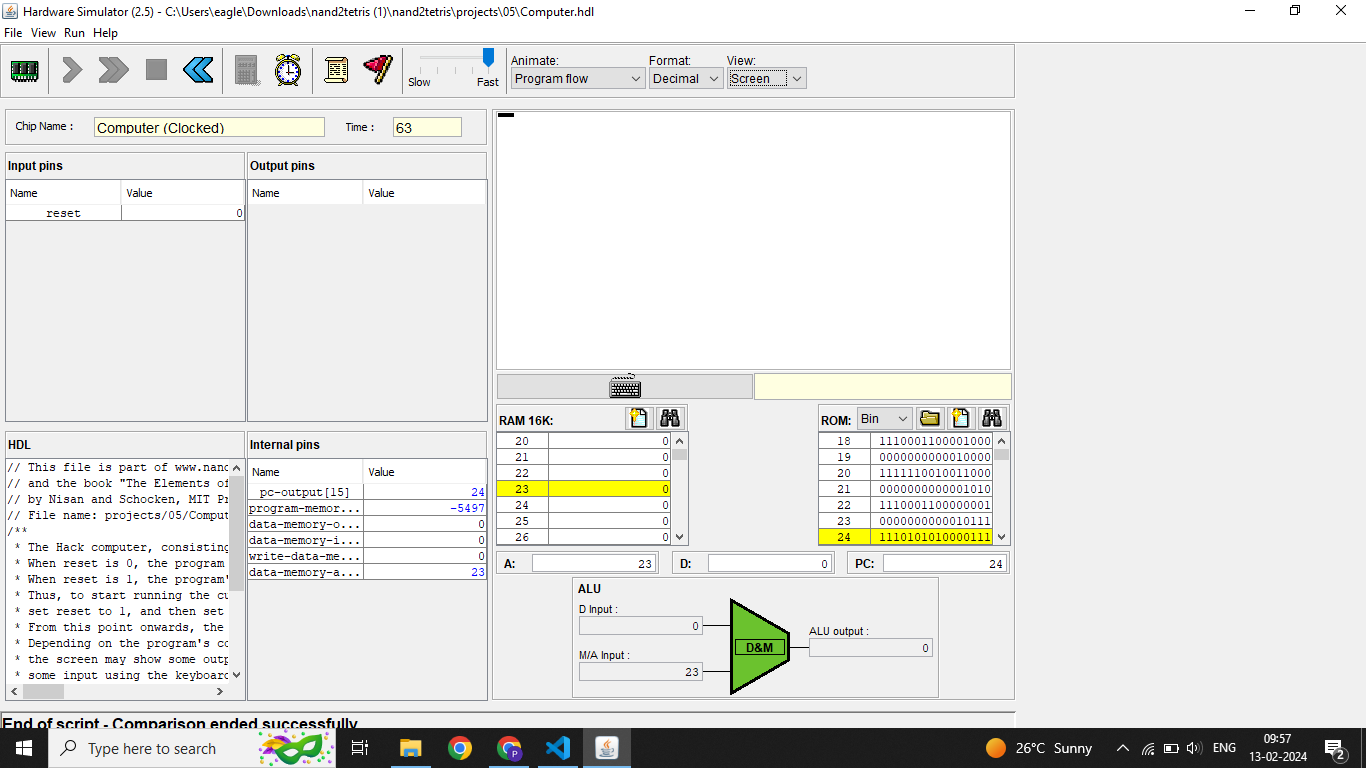 Hardware Simulator (2.5) - C:\Users\eagle\Downloads\nand2tetris (1)\nand2tetris\projects\05\Computer.hdl
File View Run Help
Animate: Format: View:
Slow Fast Program flow Decimal Screen
Chip Name : Computer (Clocked) Time : 63
Input pins Output pins
Name Value Name Value
reset 0
RAM 16K: ROM: Bin
20 0 18 1110001100001000
21 0 19 0000000000010000
22 0 20 1111110010011000
23 0 21 0000000000001010
24 0 22 1110001100000001
25 0 23 0000000000010111
26 0 24 1110101010000111
HDL
// This file is part of www.nand
// and the book "The Elements of
// by Nisan and Schocken, MIT Pr
// File name: projects/05/Comput
/**
* The Hack computer, consisting
* When reset is 0, the program
* When reset is 1, the program'
* Thus, to start running the cu
* set reset to 1, and then set
* From this point onwards, the
* Depending on the program's co
* the screen may show some outp
* some input using the keyboard
Internal pins
Name Value
pc-output[15] 24
program-memor... -5497
data-memory-o... 0
data-memory-i... 0
write-data-me... 0
data-memory-a... 23
A: 23 D: 0 PC: 24
ALU
D Input :
0
M/A Input :
23
D&M
ALU output :
0
End of script - Comparison ended successfully
Type here to search
26°C Sunny
ENG
09:57
13-02-2024
2